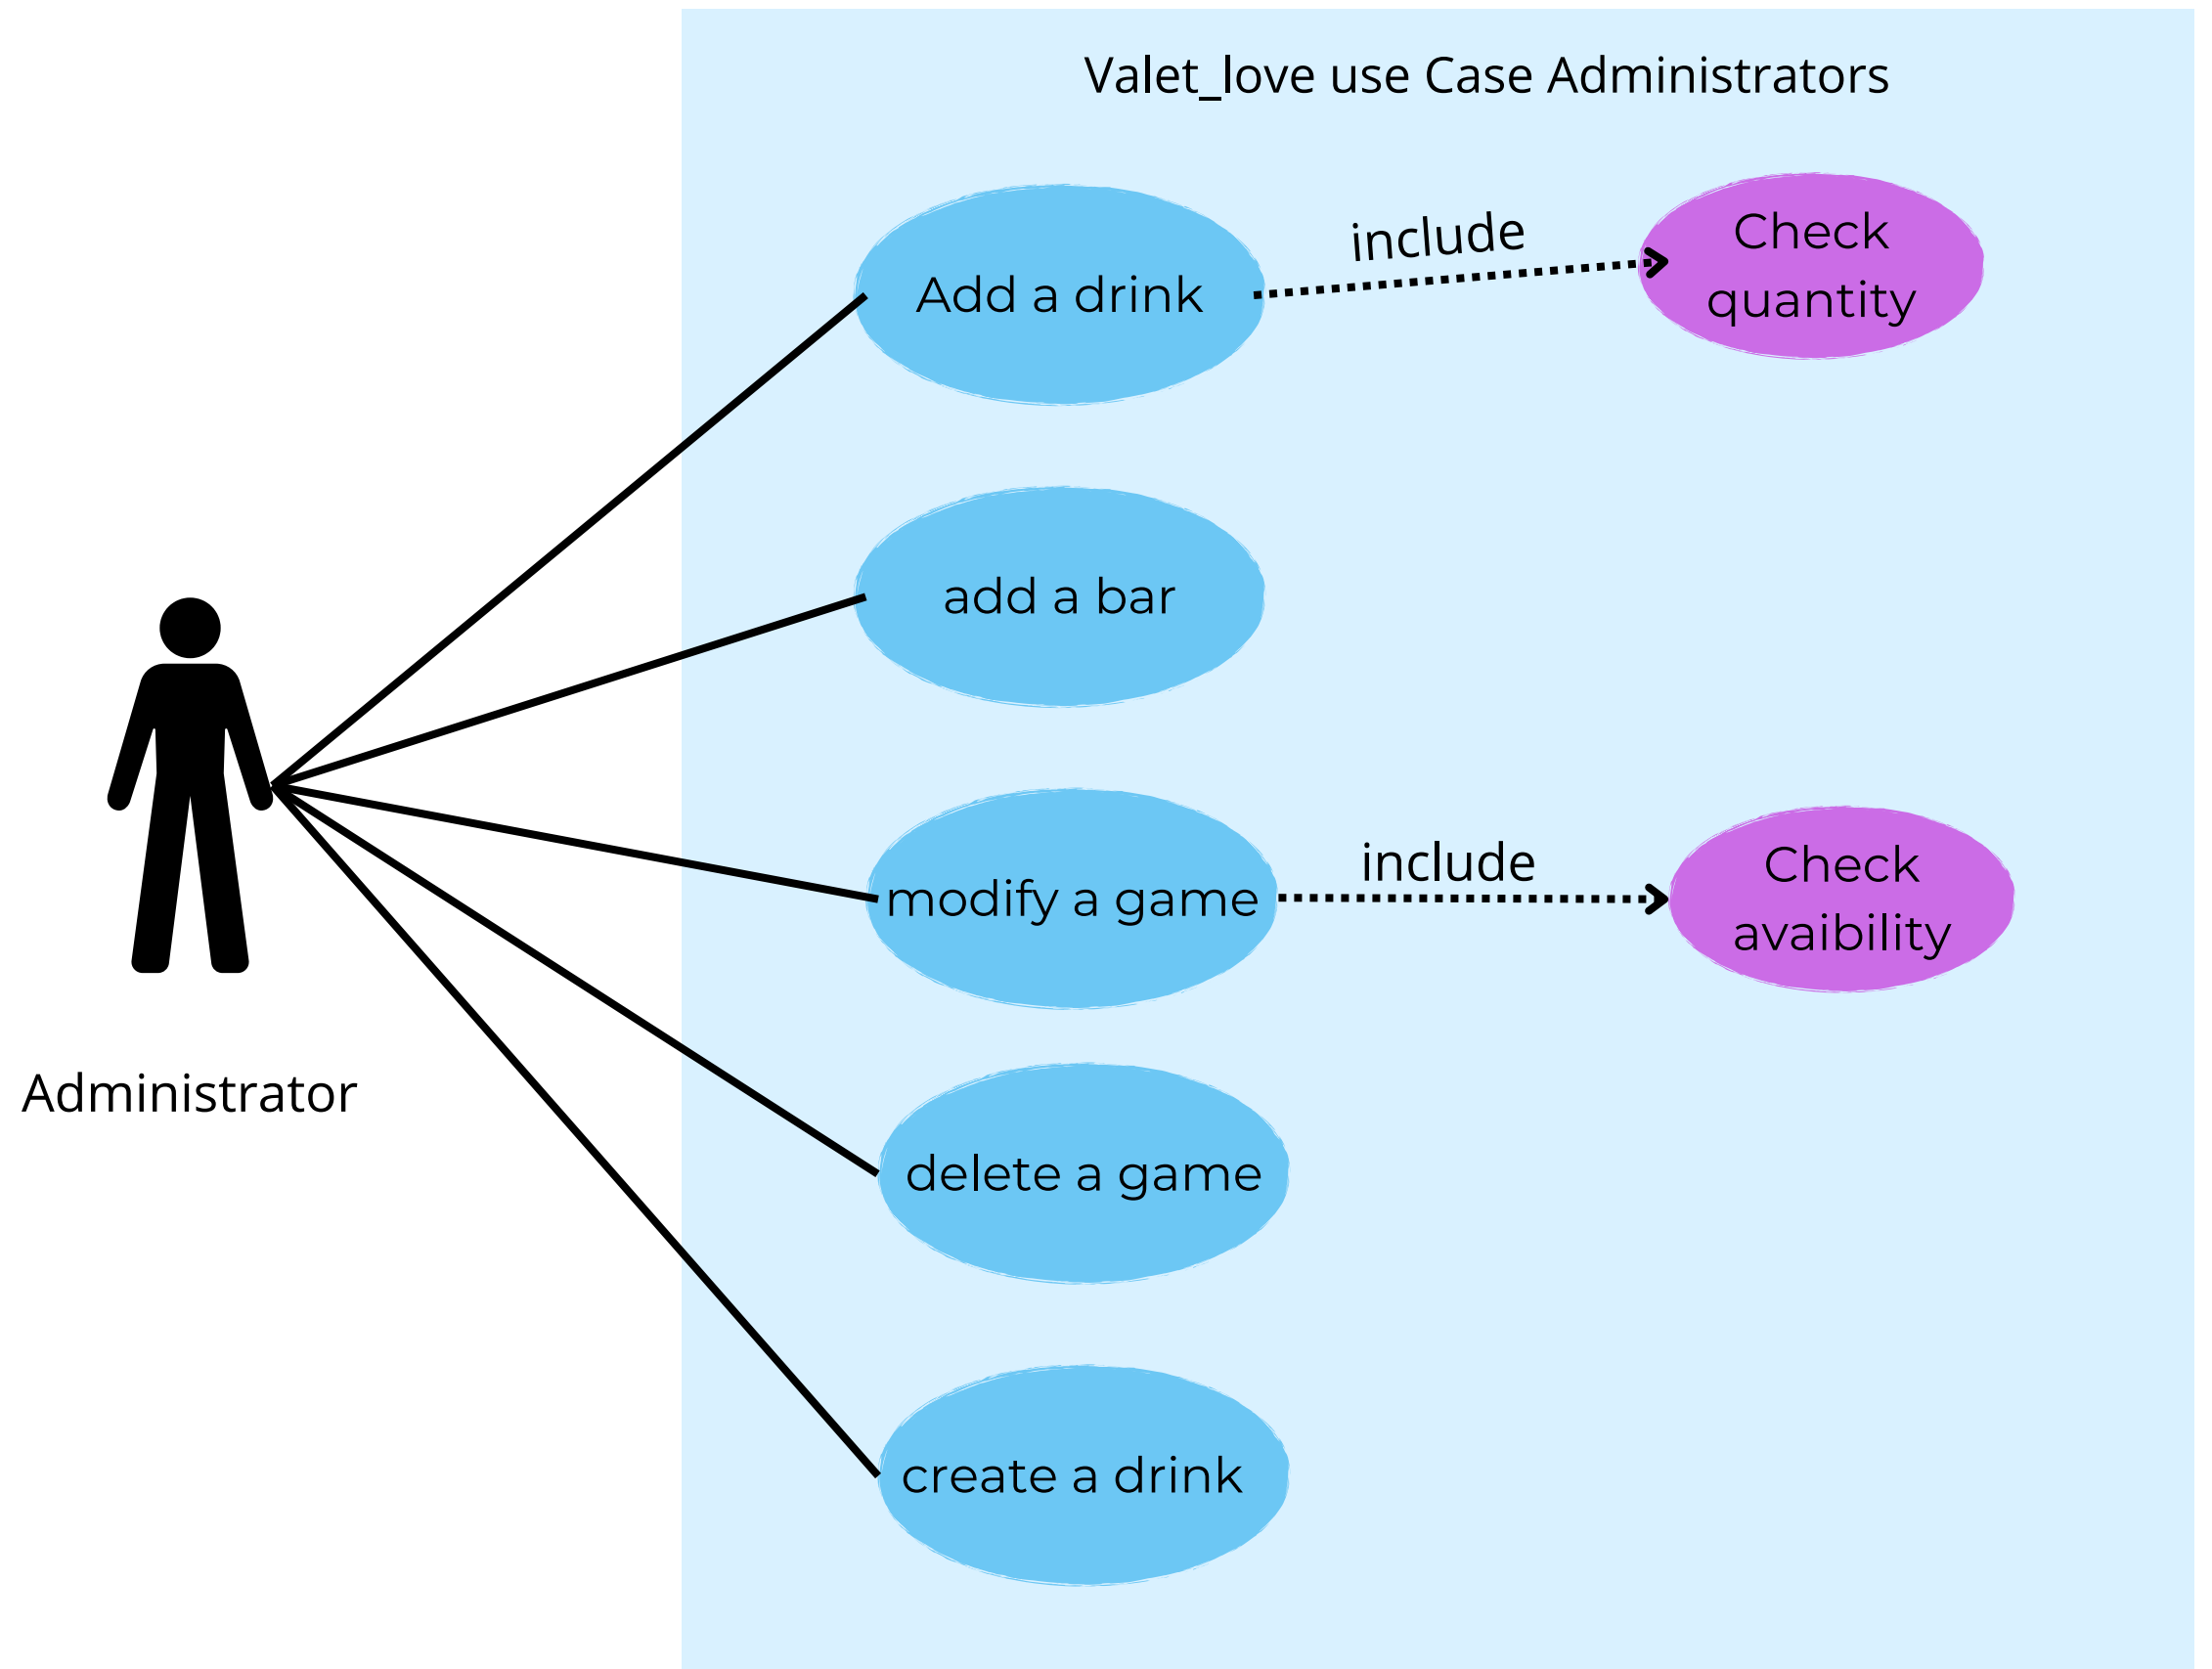 Valet_love use Case Administrators
Add a drink
include
Check
quantity
add a bar
modify a game
include
Check
avaibility
Administrator
delete a game
create a drink